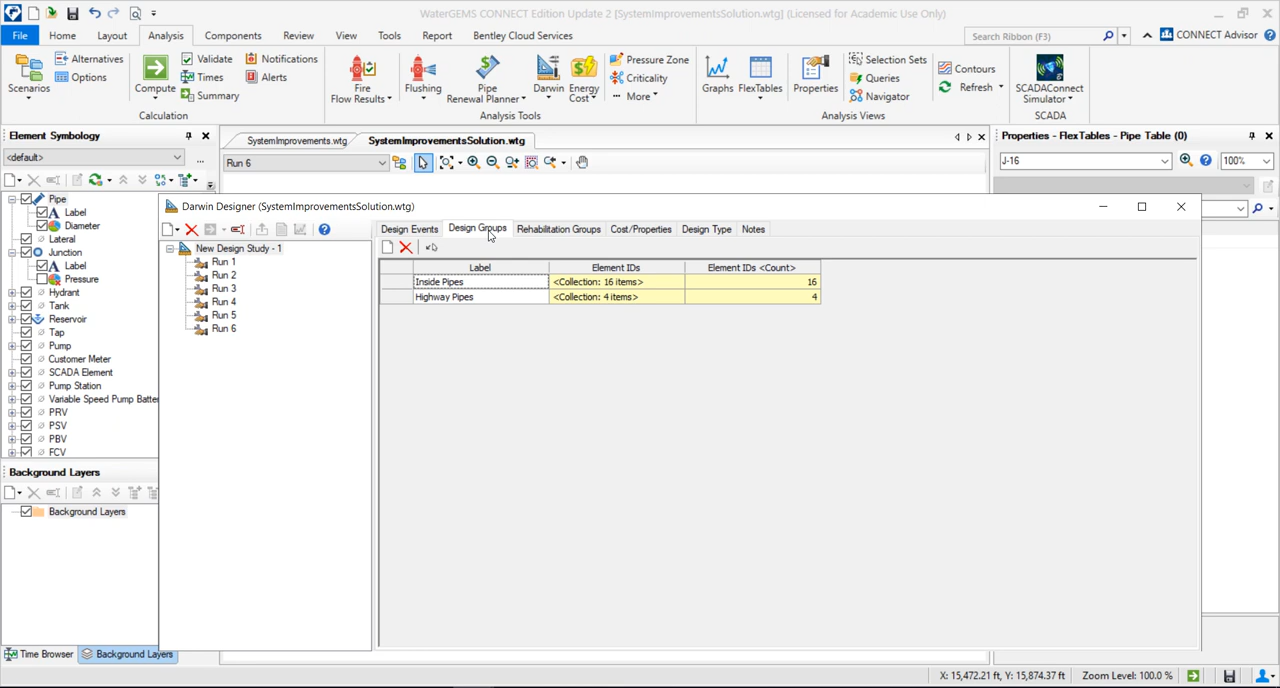 WaterGEMS CONNECT Edition Update 2 [SystemImprovementsSolution.wtg] (Licensed for Academic Use Only)
File Home Layout Analysis Components Review View Tools Report Bentley Cloud Services Search Ribbon (F3) CONNECT Advisor
Scenarios Alternatives Options Compute Validate Times Summary Notifications Alerts
Calculation
Fire Flow Results Flushing Pipe Renewal Planner Darwin Energy Cost Pressure Zone Criticality More
Analysis Tools
Graphs FlexTables Properties Selection Sets Queries Navigator Contours Refresh
Analysis Views
SCADAConnect Simulator
SCADA
Element Symbology
<default>
...
Pipe
Label
Diameter
Lateral
Junction
Label
Pressure
Hydrant
Tank
Reservoir
Tap
Pump
Customer Meter
SCADA Element
Pump Station
Variable Speed Pump Batte
PRV
PSV
PBV
FCV
Background Layers
Background Layers
Time Browser Background Layers
SystemImprovements.wtg SystemImprovementsSolution.wtg
Run 6
Properties - FlexTables - Pipe Table (0)
J-16 100%
Darwin Designer (SystemImprovementsSolution.wtg)
New Design Study - 1
Run 1
Run 2
Run 3
Run 4
Run 5
Run 6
Design Events Design Groups Rehabilitation Groups Cost/Properties Design Type Notes
Label Element IDs Element IDs <Count>
Inside Pipes <Collection: 16 items> 16
Highway Pipes <Collection: 4 items> 4
X: 15,472.21 ft, Y: 15,874.37 ft Zoom Level: 100.0 %